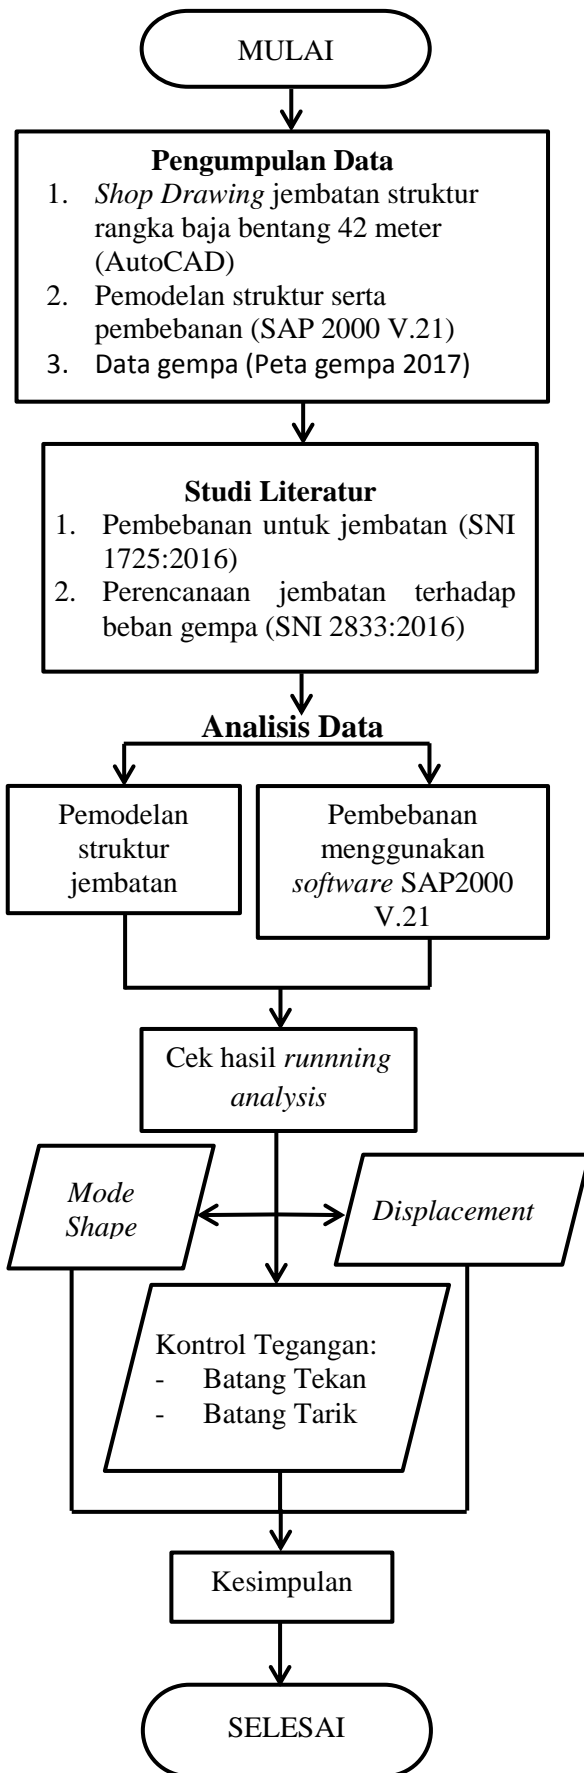 MULAI
Pengumpulan Data
1. Shop Drawing jembatan struktur
rangka baja bentang 42 meter
(AutoCAD)
2. Pemodelan struktur serta
pembebanan (SAP 2000 V.21)
3. Data gempa (Peta gempa 2017)
Studi Literatur
1. Pembebanan untuk jembatan (SNI
1725:2016)
2. Perencanaan jembatan terhadap
beban gempa (SNI 2833:2016)
Analisis Data
Pemodelan
struktur
jembatan
Pembebanan
menggunakan
software SAP2000
V.21
Cek hasil runnning
analysis
Mode
Shape
Displacement
Kontrol Tegangan:
- Batang Tekan
- Batang Tarik
Kesimpulan
SELESAI